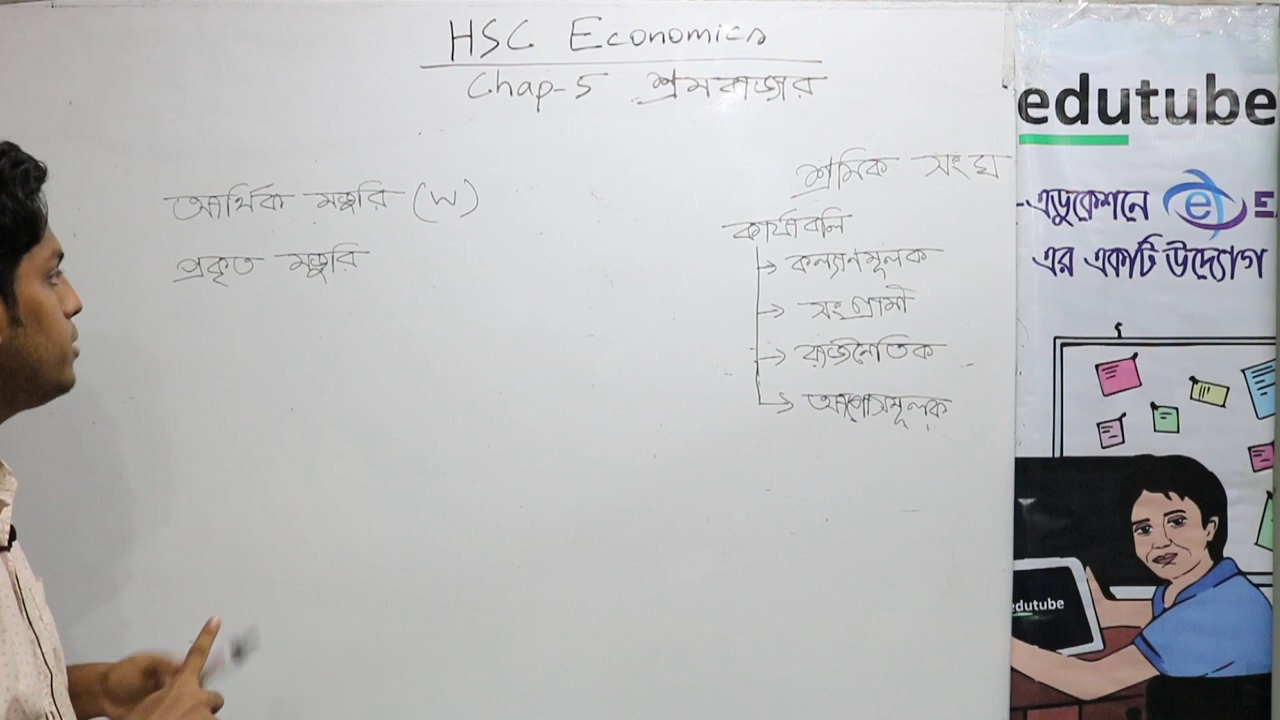 HSC Economics
Chap-5 শ্রমবাজার
আর্থিক মজুরি (W)
প্রকৃত মজুরি
শ্রমিক সংঘ
কার্যাবলি
→ কল্যাণমূলক
→ সংগ্রামী
→ রাজনৈতিক
→ আপোসমূলক
edutube
-এডুকেশনে e E
এর একটি উদ্যোগ
edutube